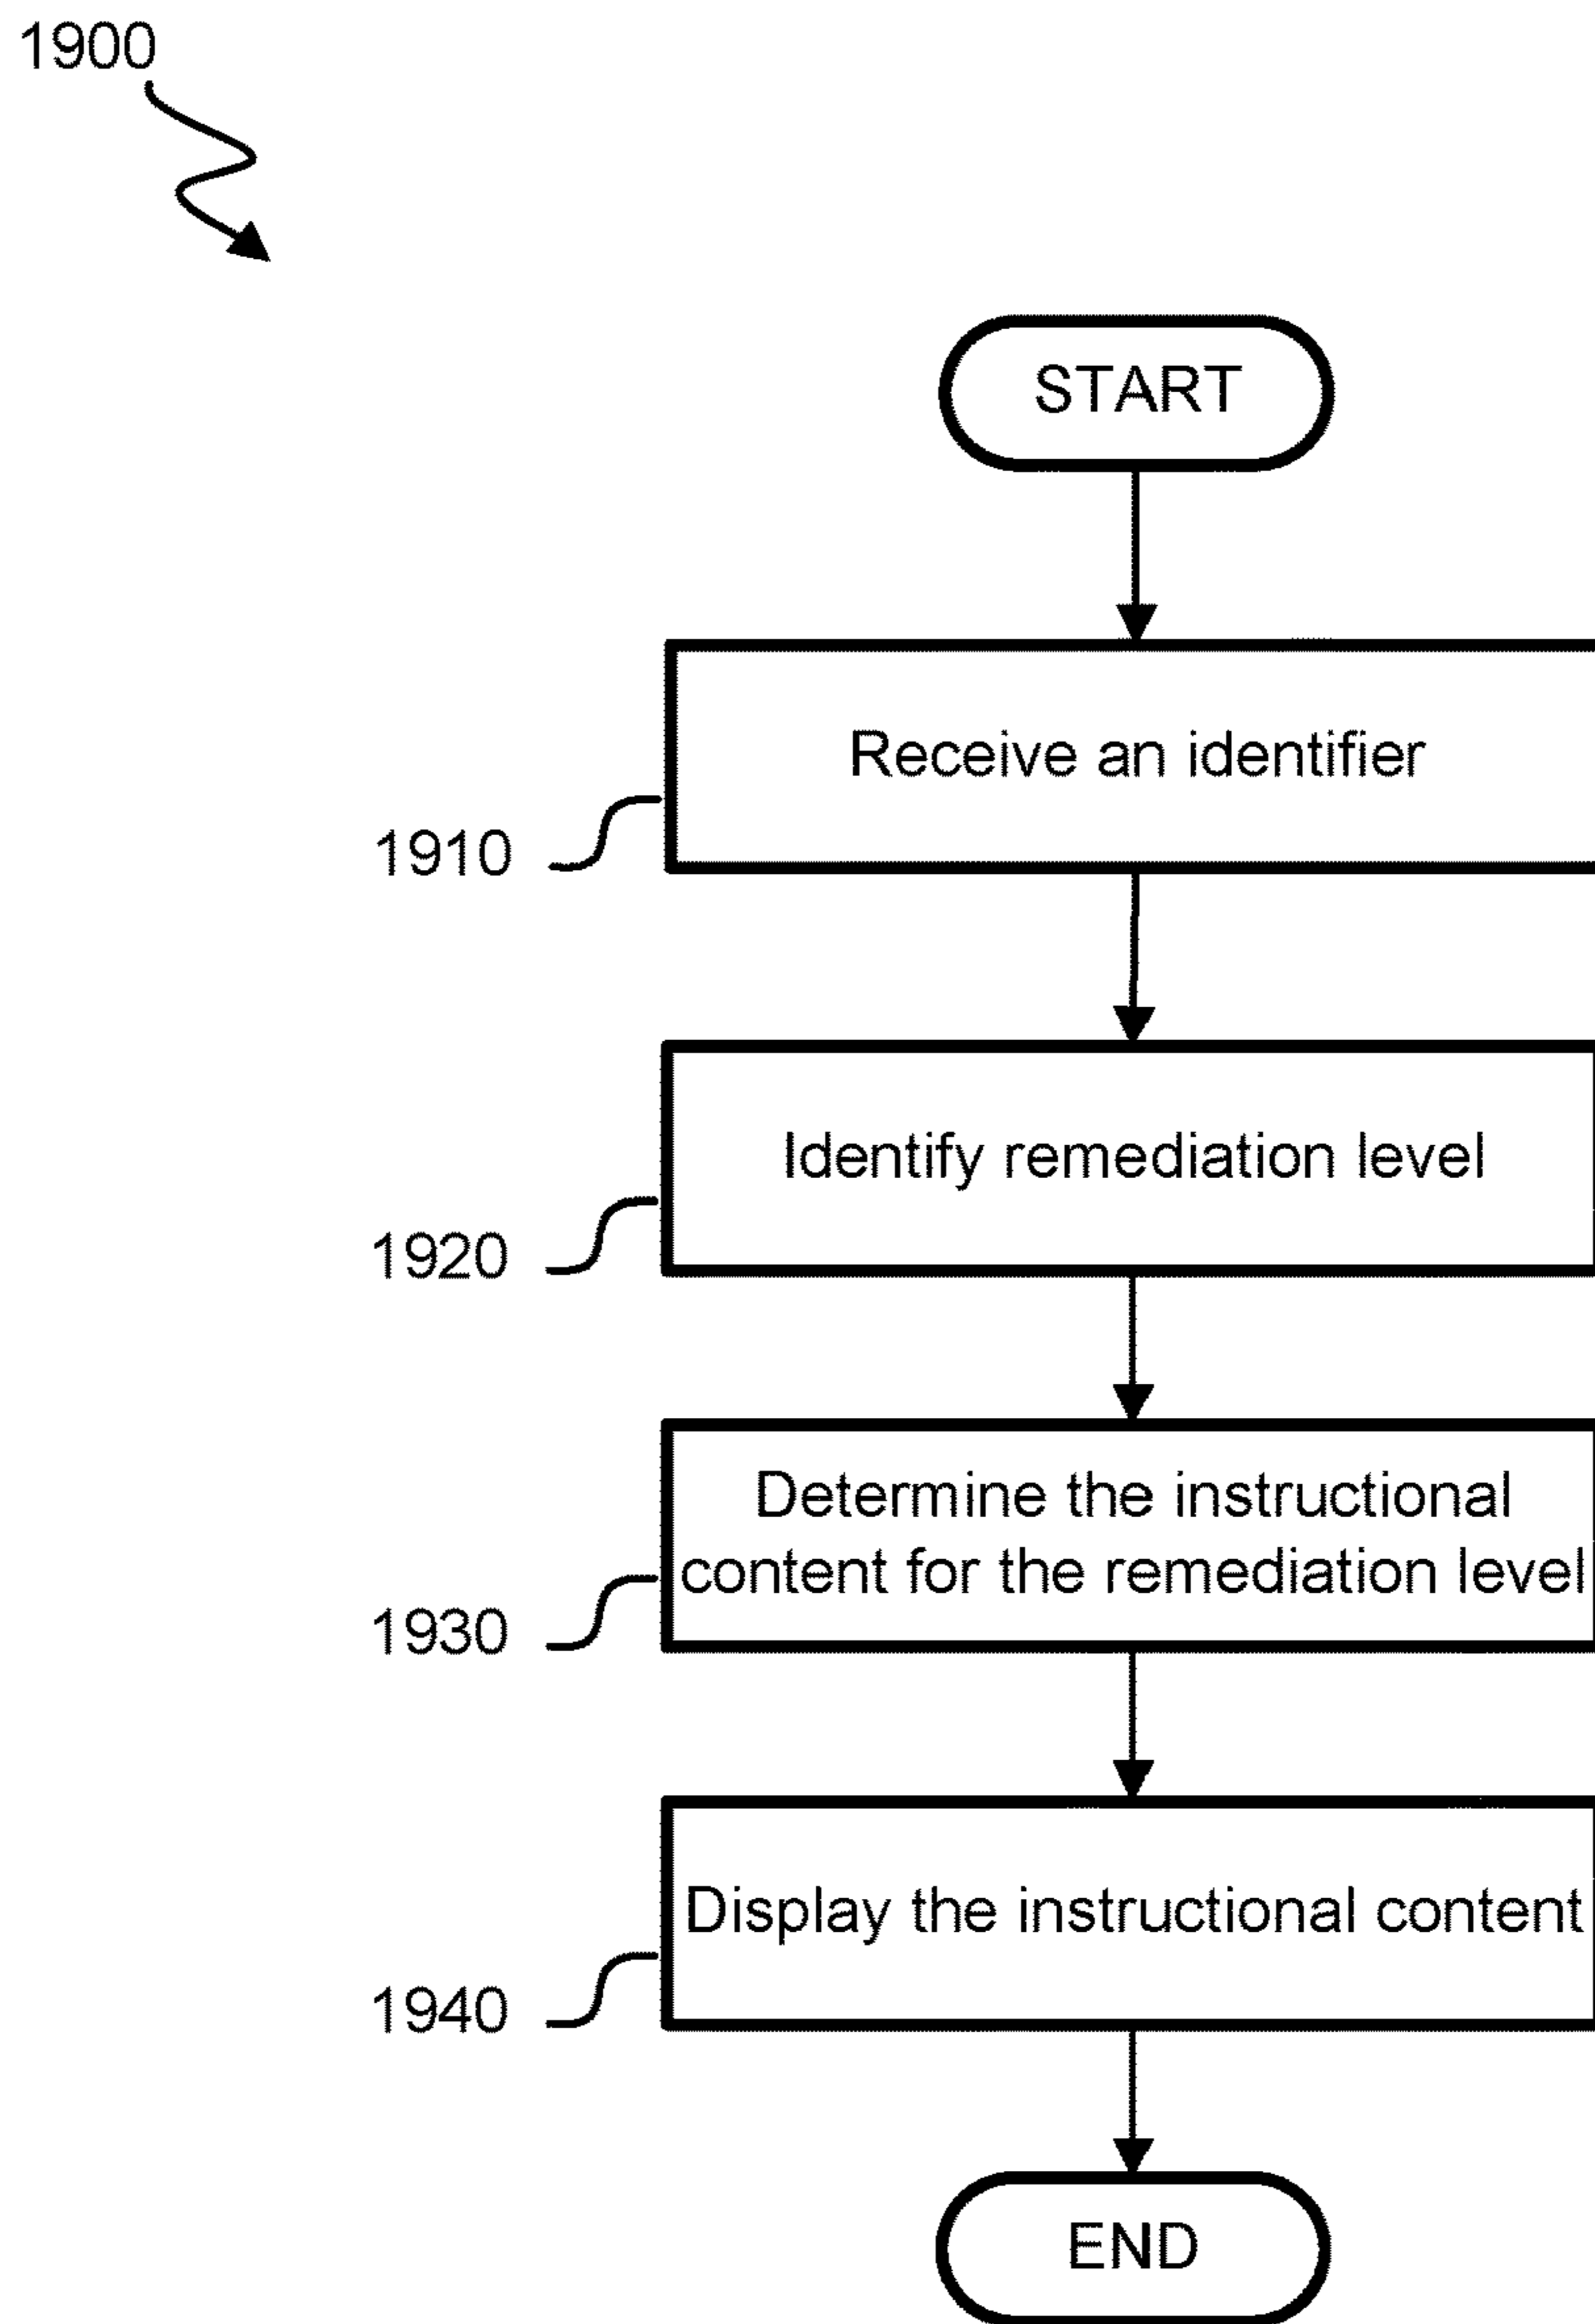 1900
START
Receive an identifier
1910
Identify remediation level
1920
Determine the instructional
content for the remediation level
1930
Display the instructional content
1940
END